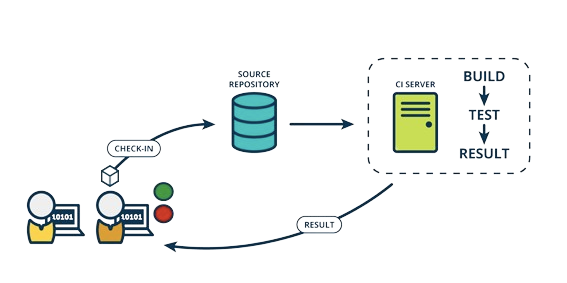 SOURCE
REPOSITORY
CI SERVER
BUILD
TEST
RESULT
CHECK-IN
10101
10101
RESULT